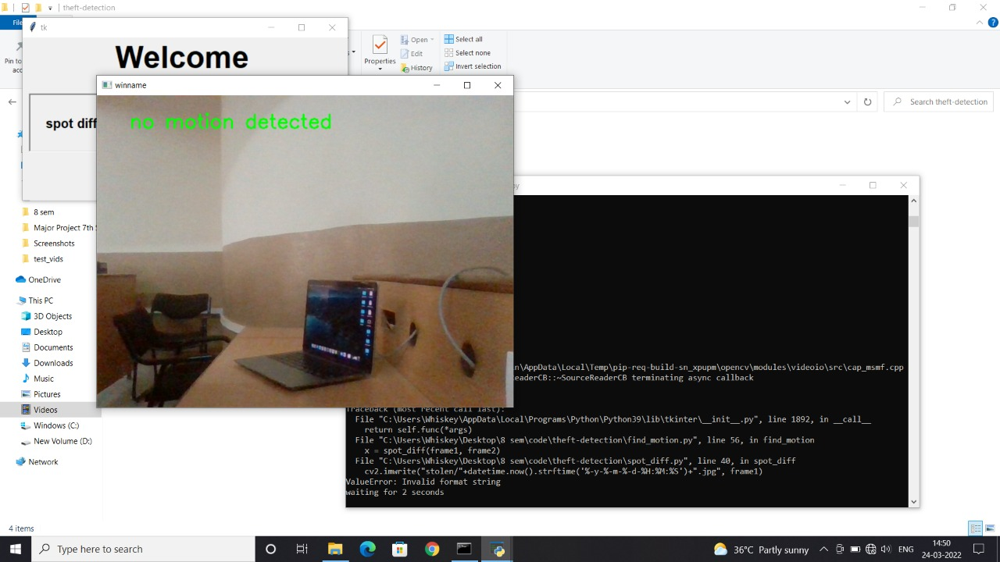 theft-detection
File
tk
Welcome
spot diff
winname
no motion detected
Pin to
Properties
Open
Edit
History
Select all
Select none
Invert selection
Search theft-detection
8 sem
Major Project 7th
Screenshots
test_vids
OneDrive
This PC
3D Objects
Desktop
Documents
Downloads
Music
Pictures
Videos
Windows (C:)
New Volume (D:)
Network
4 items
n\AppData\Local\Temp\pip-req-build-sn_xpupm\opencv\modules\videoio\src\cap_msmf.cpp
eaderCB::~SourceReaderCB terminating async callback
Traceback (most recent call last):
File "C:\Users\Whiskey\AppData\Local\Programs\Python\Python39\lib\tkinter\__init__.py", line 1892, in __call__
return self.func(*args)
File "C:\Users\Whiskey\Desktop\8 sem\code\theft-detection\find_motion.py", line 56, in find_motion
x = spot_diff(frame1, frame2)
File "C:\Users\Whiskey\Desktop\8 sem\code\theft-detection\spot_diff.py", line 40, in spot_diff
cv2.imwrite("stolen/"+datetime.now().strftime('%-y-%-m-%-d-%H:%M:%S')+".jpg", frame1)
ValueError: Invalid format string
waiting for 2 seconds
Type here to search
36°C Partly sunny
ENG
14:50
24-03-2022